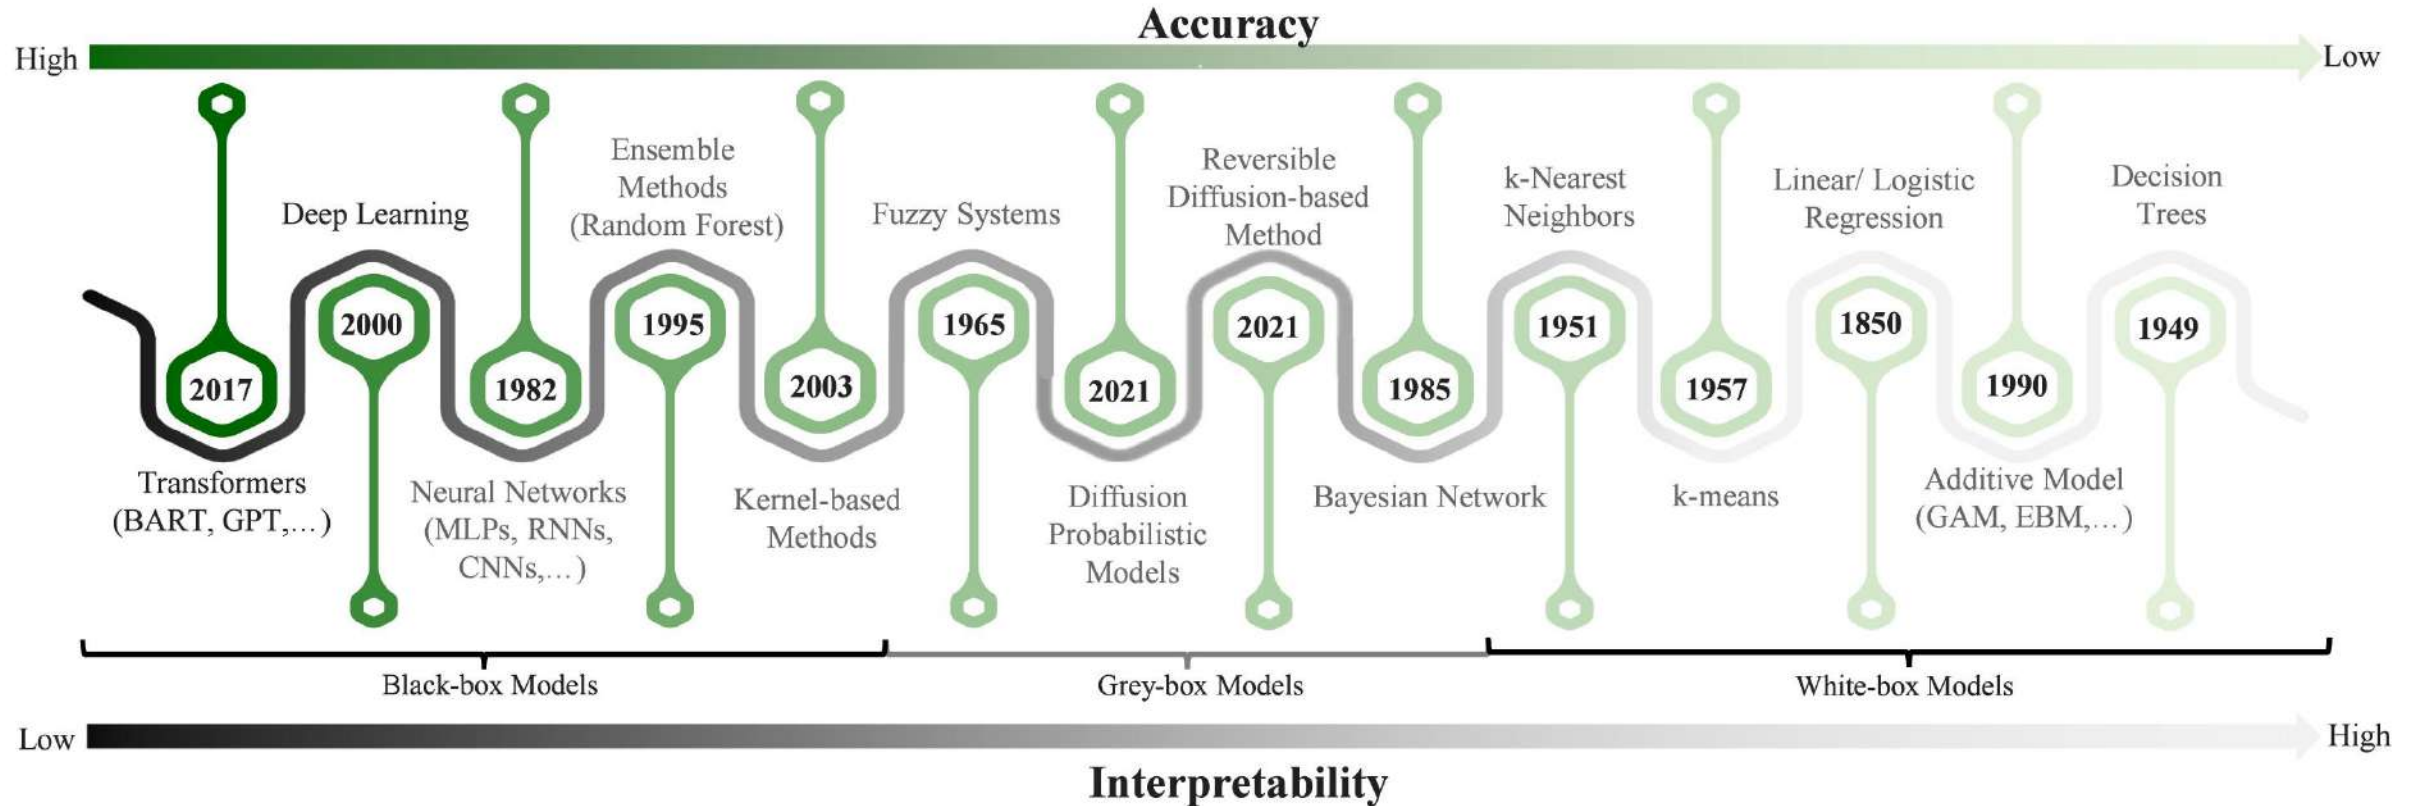 Accuracy
High
Low
Deep Learning
Ensemble
Methods
(Random Forest)
Fuzzy Systems
Reversible
Diffusion-based
Method
k-Nearest
Neighbors
Linear/ Logistic
Regression
Decision
Trees
2017
2000
1982
1995
2003
1965
2021
2021
1985
1951
1957
1850
1990
1949
Transformers
(BART, GPT,...)
Neural Networks
(MLPs, RNNs,
CNNs,...)
Kernel-based
Methods
Diffusion
Probabilistic
Models
Bayesian Network
k-means
Additive Model
(GAM, EBM,...)
Black-box Models
Grey-box Models
White-box Models
Low
High
Interpretability